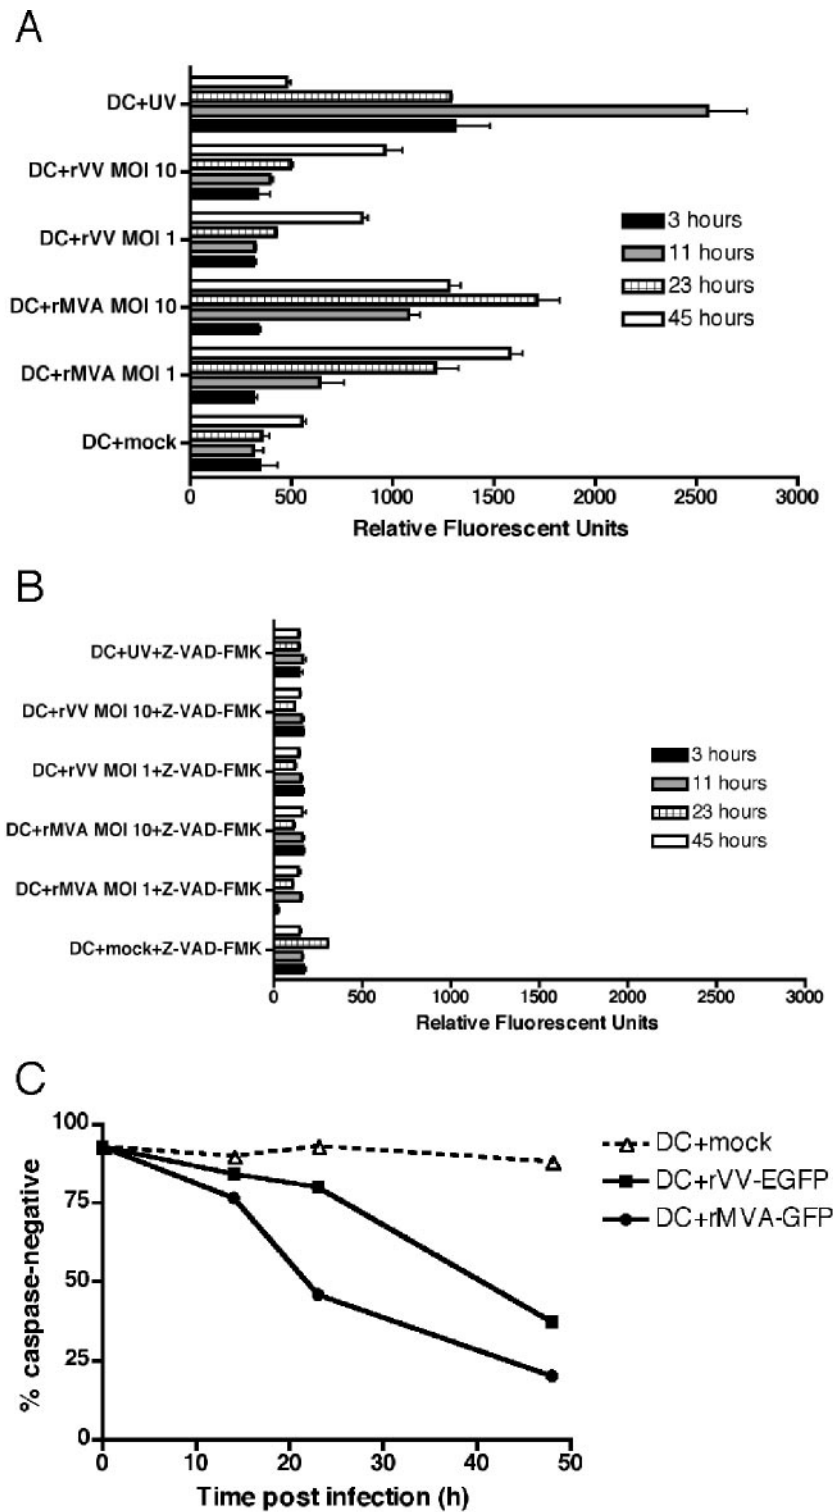 A
DC+UV
DC+rVV MOI 10
DC+rVV MOI 1
DC+rMVA MOI 10
DC+rMVA MOI 1
DC+mock
3 hours
11 hours
23 hours
45 hours
0 500 1000 1500 2000 2500 3000
Relative Fluorescent Units
B
DC+UV+Z-VAD-FMK
DC+rVV MOI 10+Z-VAD-FMK
DC+rVV MOI 1+Z-VAD-FMK
DC+rMVA MOI 10+Z-VAD-FMK
DC+rMVA MOI 1+Z-VAD-FMK
DC+mock+Z-VAD-FMK
3 hours
11 hours
23 hours
45 hours
0 500 1000 1500 2000 2500 3000
Relative Fluorescent Units
C
% caspase-negative
100
75
50
25
0
0 10 20 30 40 50
Time post infection (h)
DC+mock
DC+rVV-EGFP
DC+rMVA-GFP